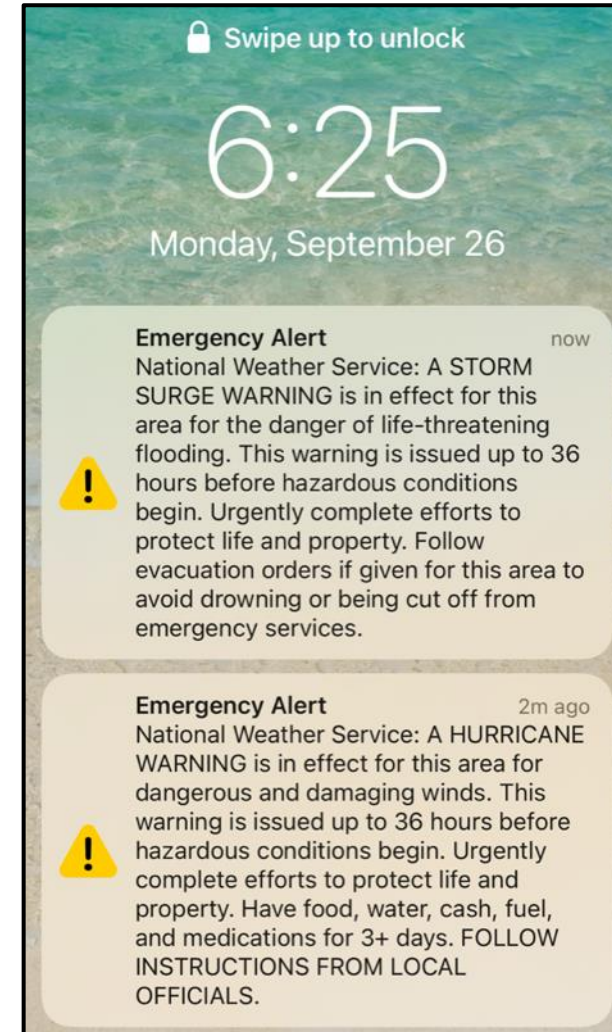 Swipe up to unlock
6:25
Monday, September 26
Emergency Alert now
National Weather Service: A STORM
SURGE WARNING is in effect for this
area for the danger of life-threatening
flooding. This warning is issued up to 36
hours before hazardous conditions
begin. Urgently complete efforts to
protect life and property. Follow
evacuation orders if given for this area to
avoid drowning or being cut off from
emergency services.
Emergency Alert 2m ago
National Weather Service: A HURRICANE
WARNING is in effect for this area for
dangerous and damaging winds. This
warning is issued up to 36 hours before
hazardous conditions begin. Urgently
complete efforts to protect life and
property. Have food, water, cash, fuel,
and medications for 3+ days. FOLLOW
INSTRUCTIONS FROM LOCAL
OFFICIALS.